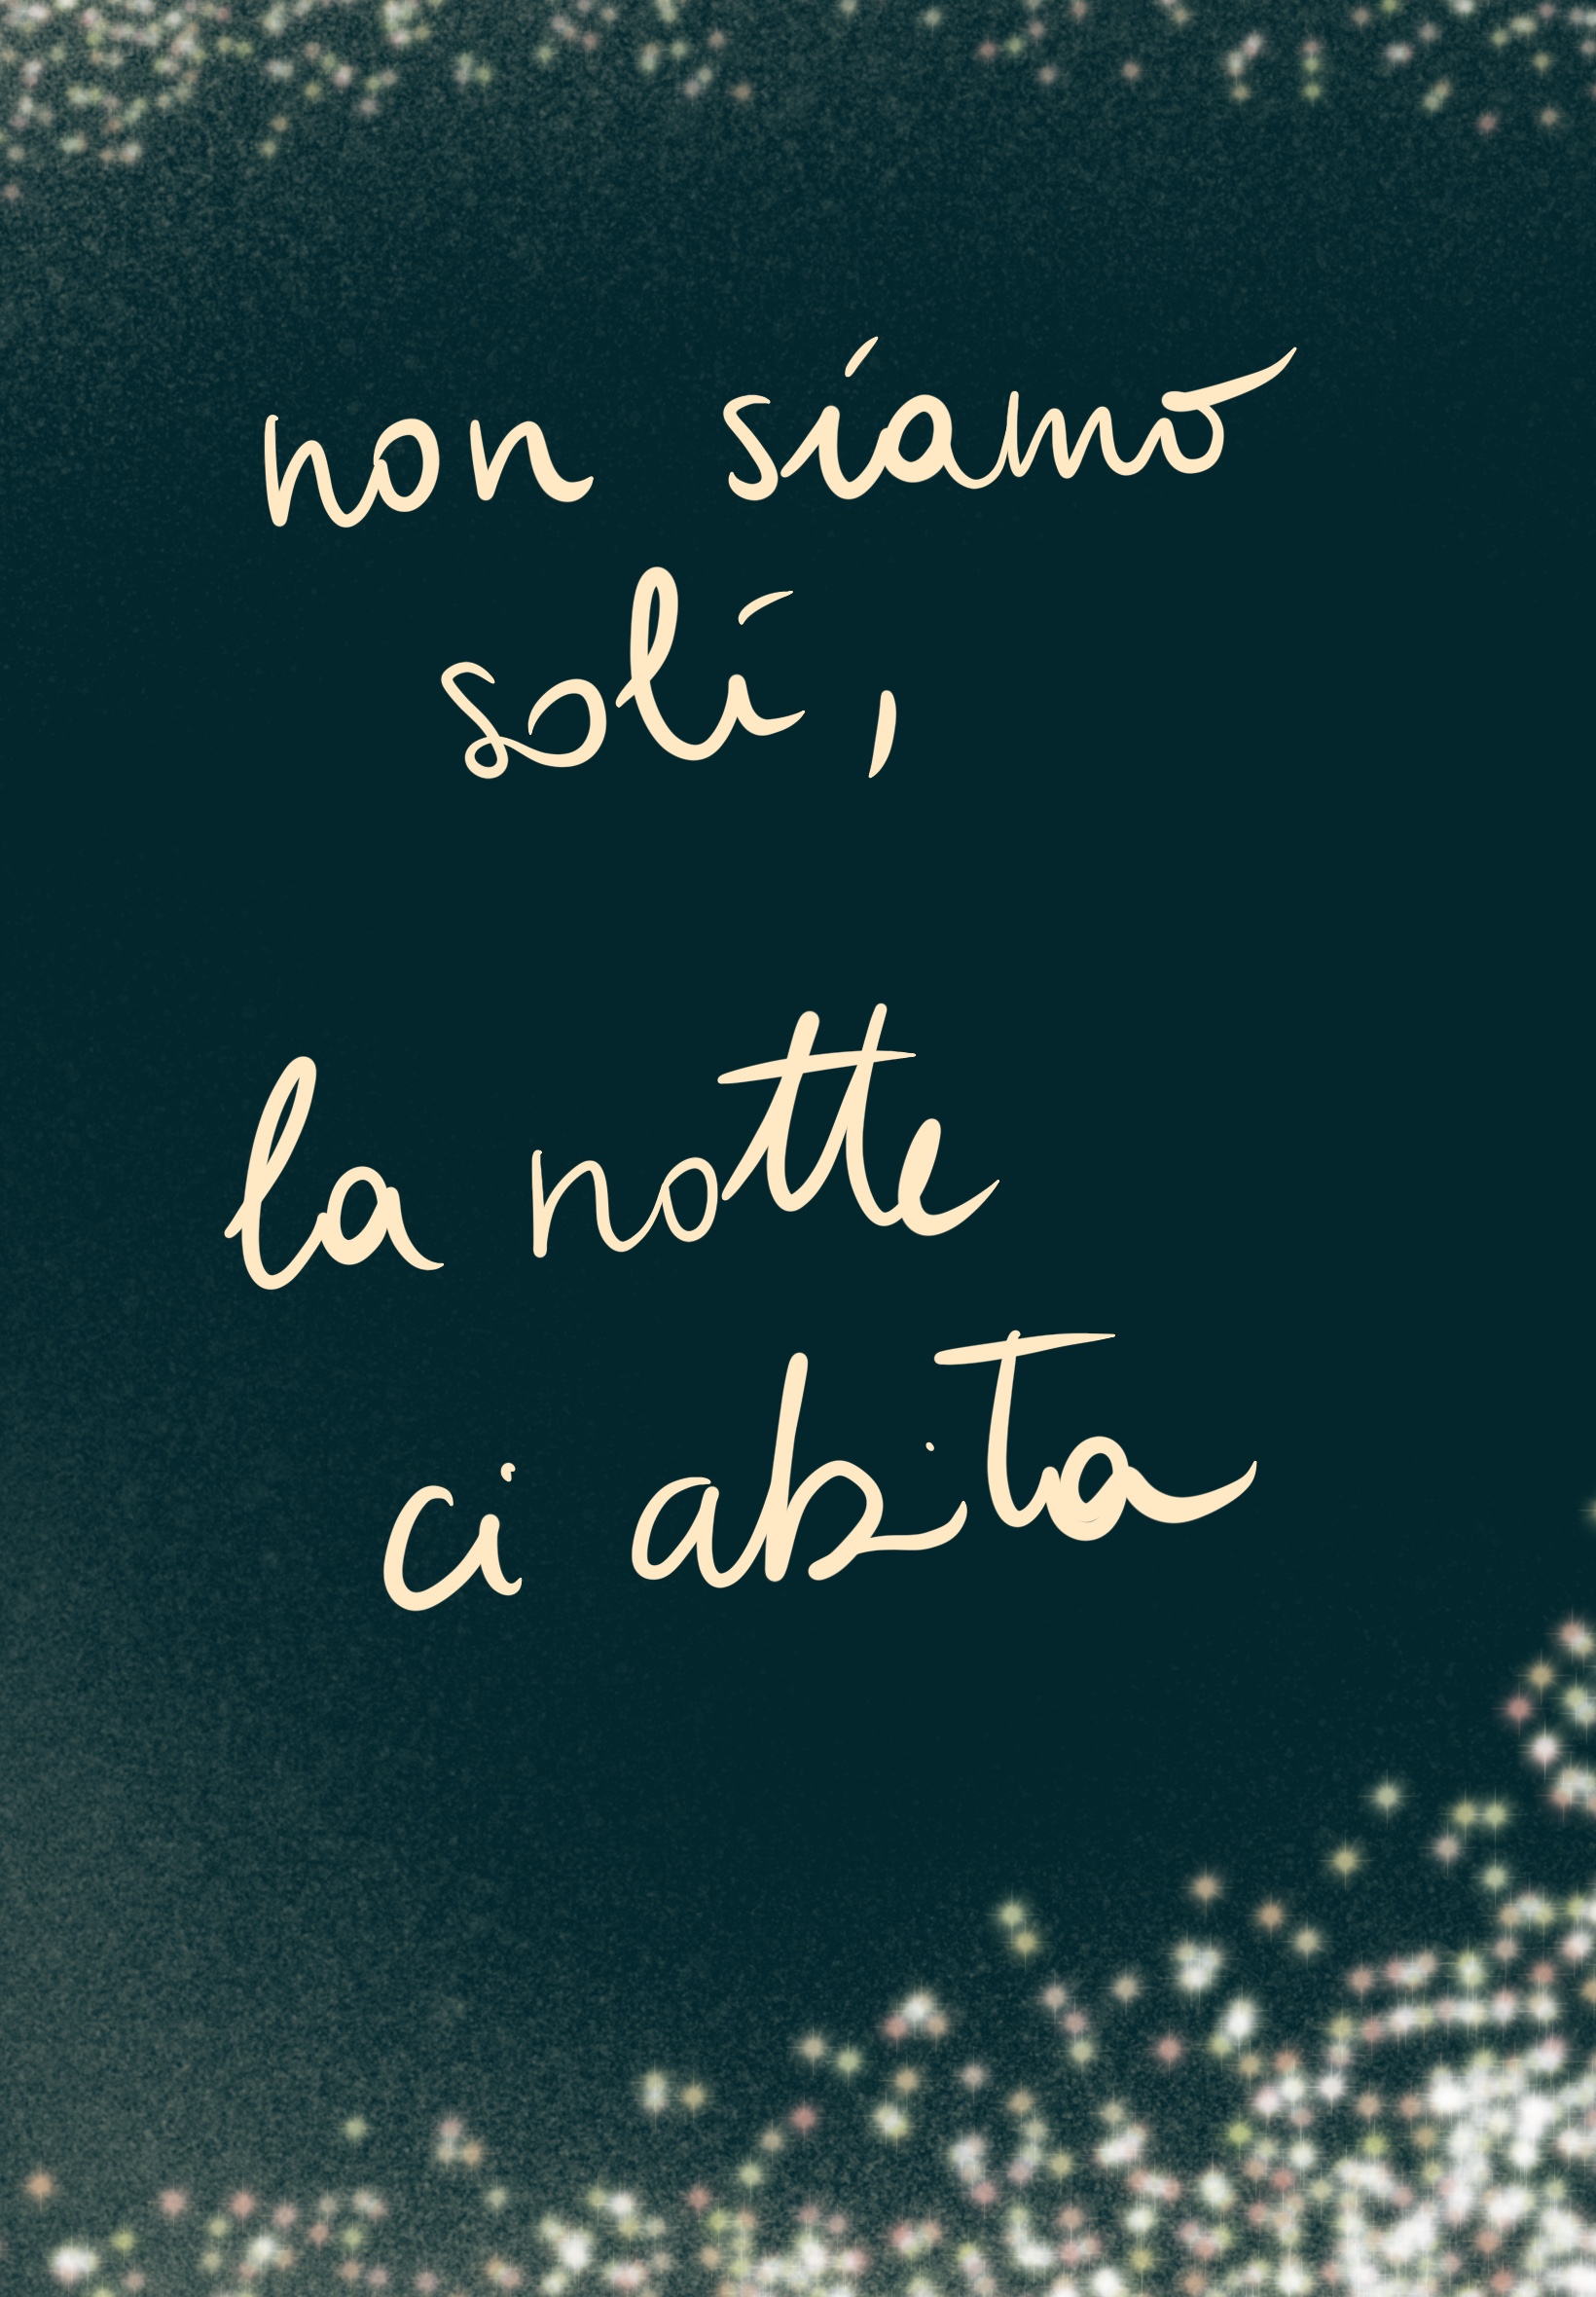 non siamo
soli,
la notte
ci abita